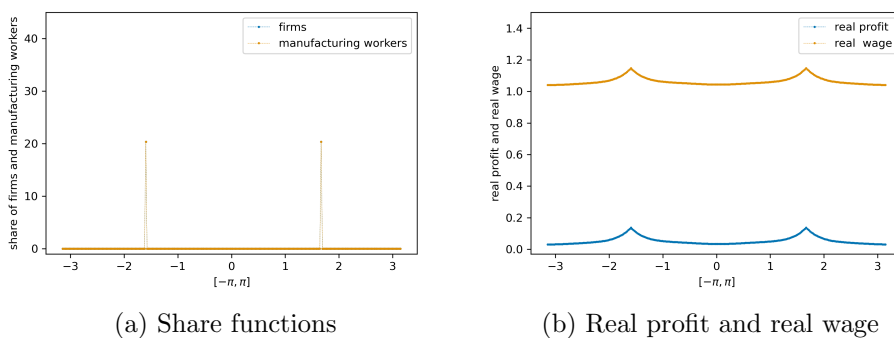 share of firms and manufacturing workers
40
30
20
10
0
firms
manufacturing workers
−3 −2 −1 0 1 2 3
[−π, π]
(a) Share functions
real profit and real wage
1.4
1.2
1.0
0.8
0.6
0.4
0.2
0.0
real profit
real wage
−3 −2 −1 0 1 2 3
[−π, π]
(b) Real profit and real wage